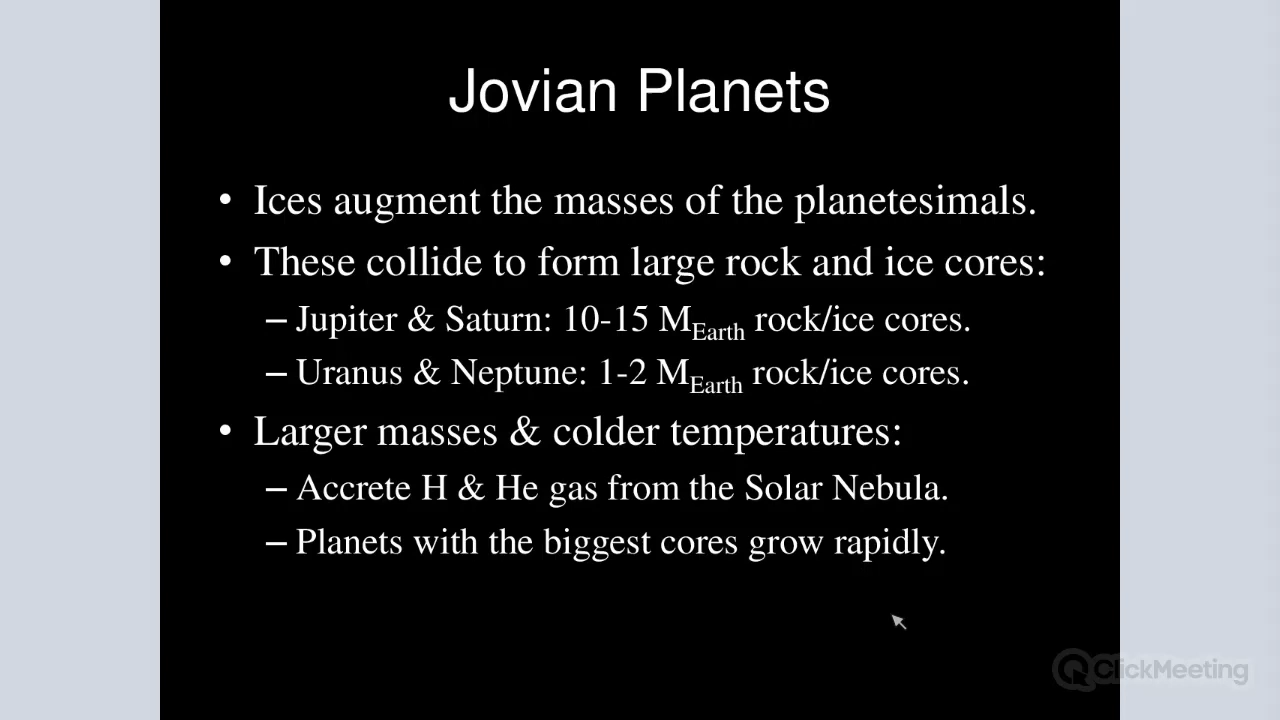 Jovian Planets
• Ices augment the masses of the planetesimals.
• These collide to form large rock and ice cores:
– Jupiter & Saturn: 10-15 MEarth rock/ice cores.
– Uranus & Neptune: 1-2 MEarth rock/ice cores.
• Larger masses & colder temperatures:
– Accrete H & He gas from the Solar Nebula.
– Planets with the biggest cores grow rapidly.
ClickMeeting